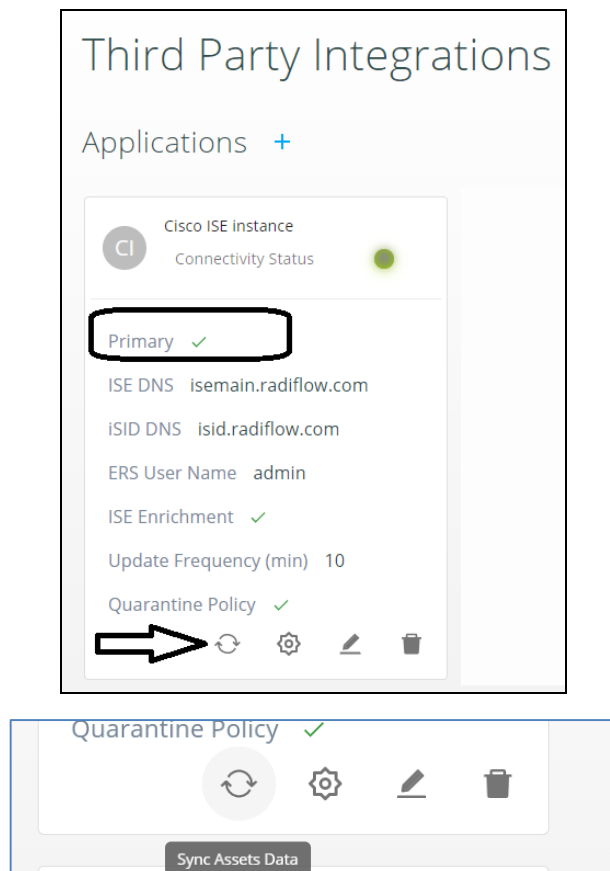 Third Party Integrations
Applications +
CI
Cisco ISE instance
Connectivity Status
Primary ✓
ISE DNS isemain.radiflow.com
iSID DNS isid.radiflow.com
ERS User Name admin
ISE Enrichment ✓
Update Frequency (min) 10
Quarantine Policy ✓
Quarantine Policy ✓
Sync Assets Data